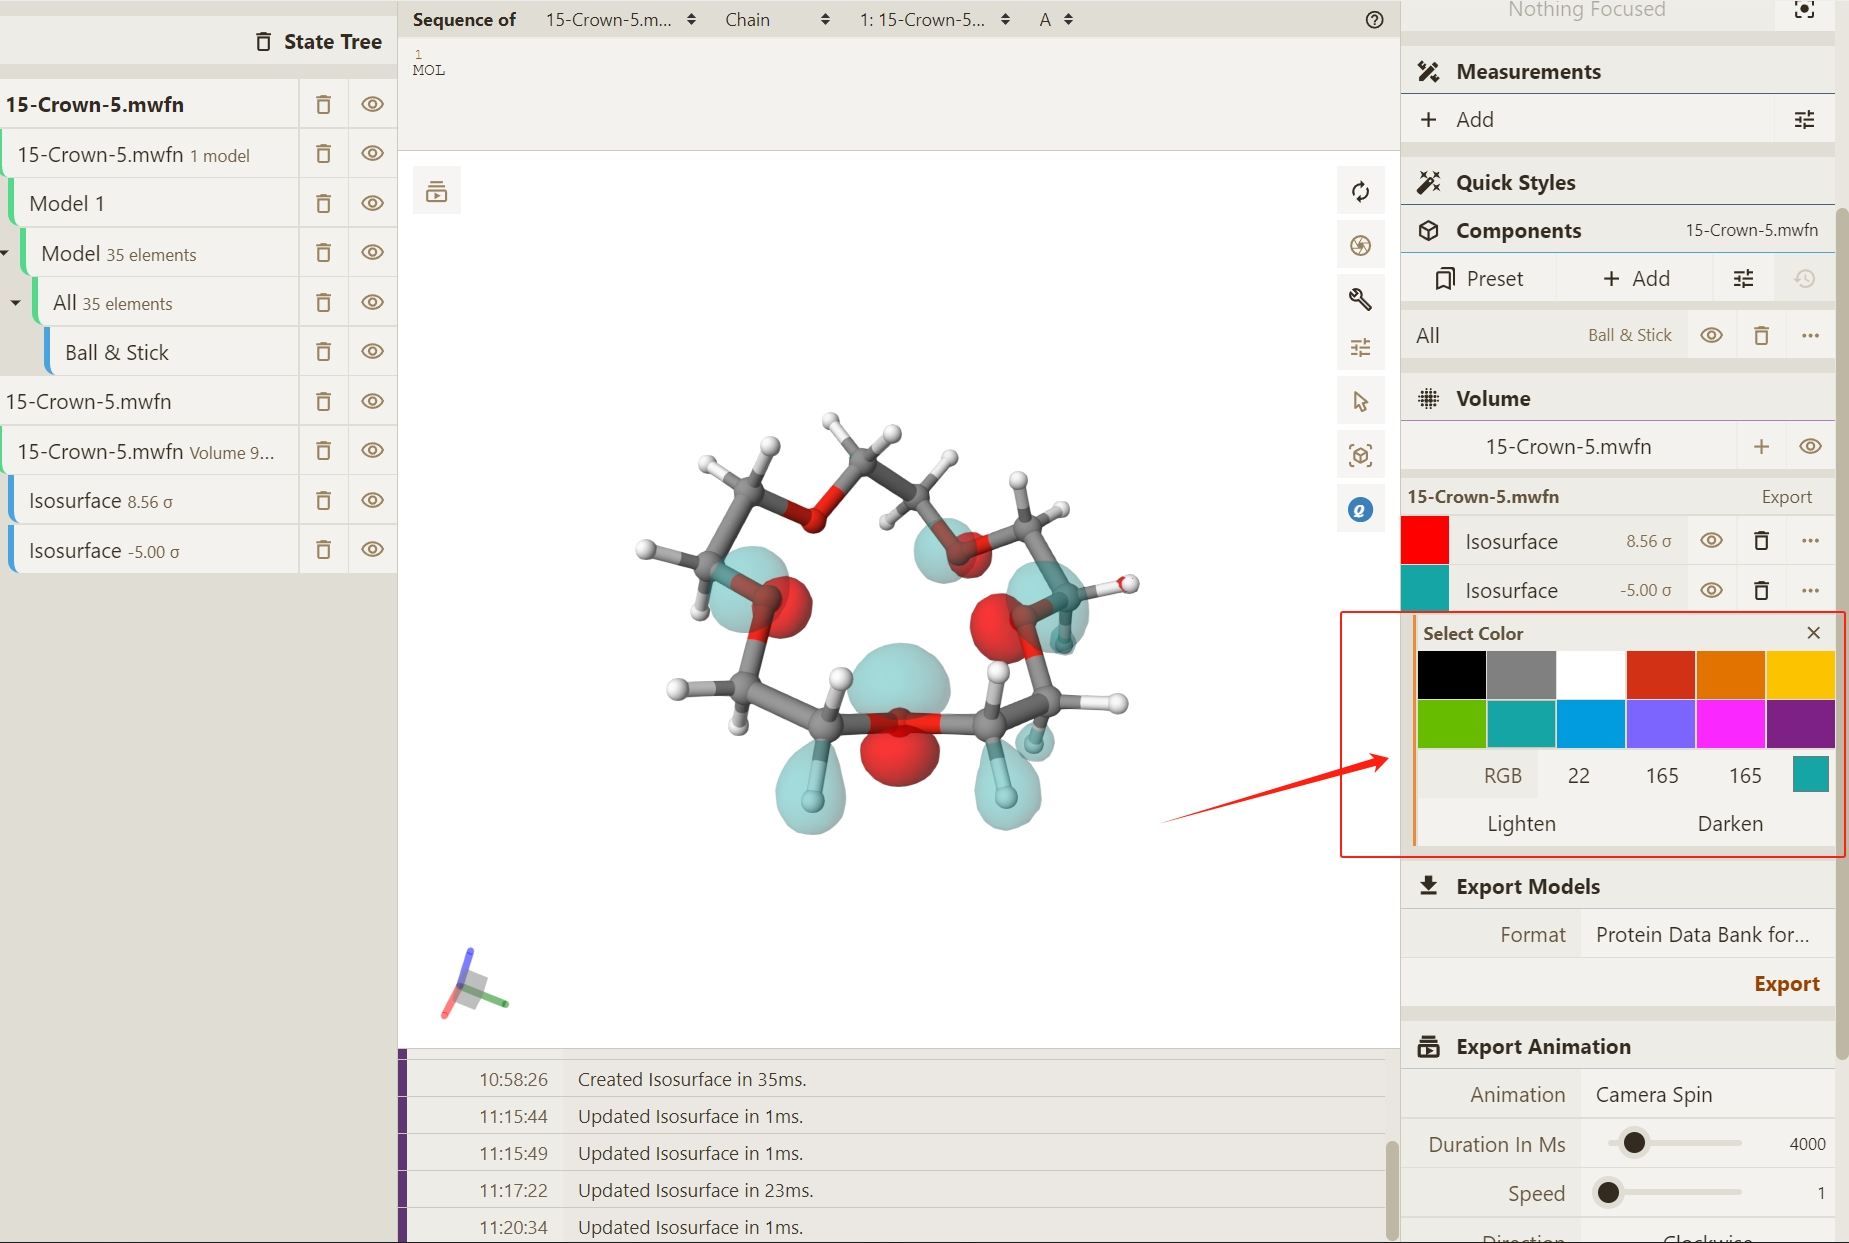 State Tree
15-Crown-5.mwfn
15-Crown-5.mwfn 1 model
Model 1
Model 35 elements
All 35 elements
Ball & Stick
15-Crown-5.mwfn
15-Crown-5.mwfn Volume 9...
Isosurface 8.56 σ
Isosurface -5.00 σ
Sequence of 15-Crown-5.m... Chain 1: 15-Crown-5... A
1
MOL
10:58:26 Created Isosurface in 35ms.
11:15:44 Updated Isosurface in 1ms.
11:15:49 Updated Isosurface in 1ms.
11:17:22 Updated Isosurface in 23ms.
11:20:34 Updated Isosurface in 1ms.
Nothing Focused
Measurements
+ Add
Quick Styles
Components 15-Crown-5.mwfn
Preset + Add
All Ball & Stick
Volume
15-Crown-5.mwfn
15-Crown-5.mwfn Export
Isosurface 8.56 σ
Isosurface -5.00 σ
Select Color
RGB 22 165 165
Lighten Darken
Export Models
Format Protein Data Bank for...
Export
Export Animation
Animation Camera Spin
Duration In Ms 4000
Speed 1
Direction Clockwise